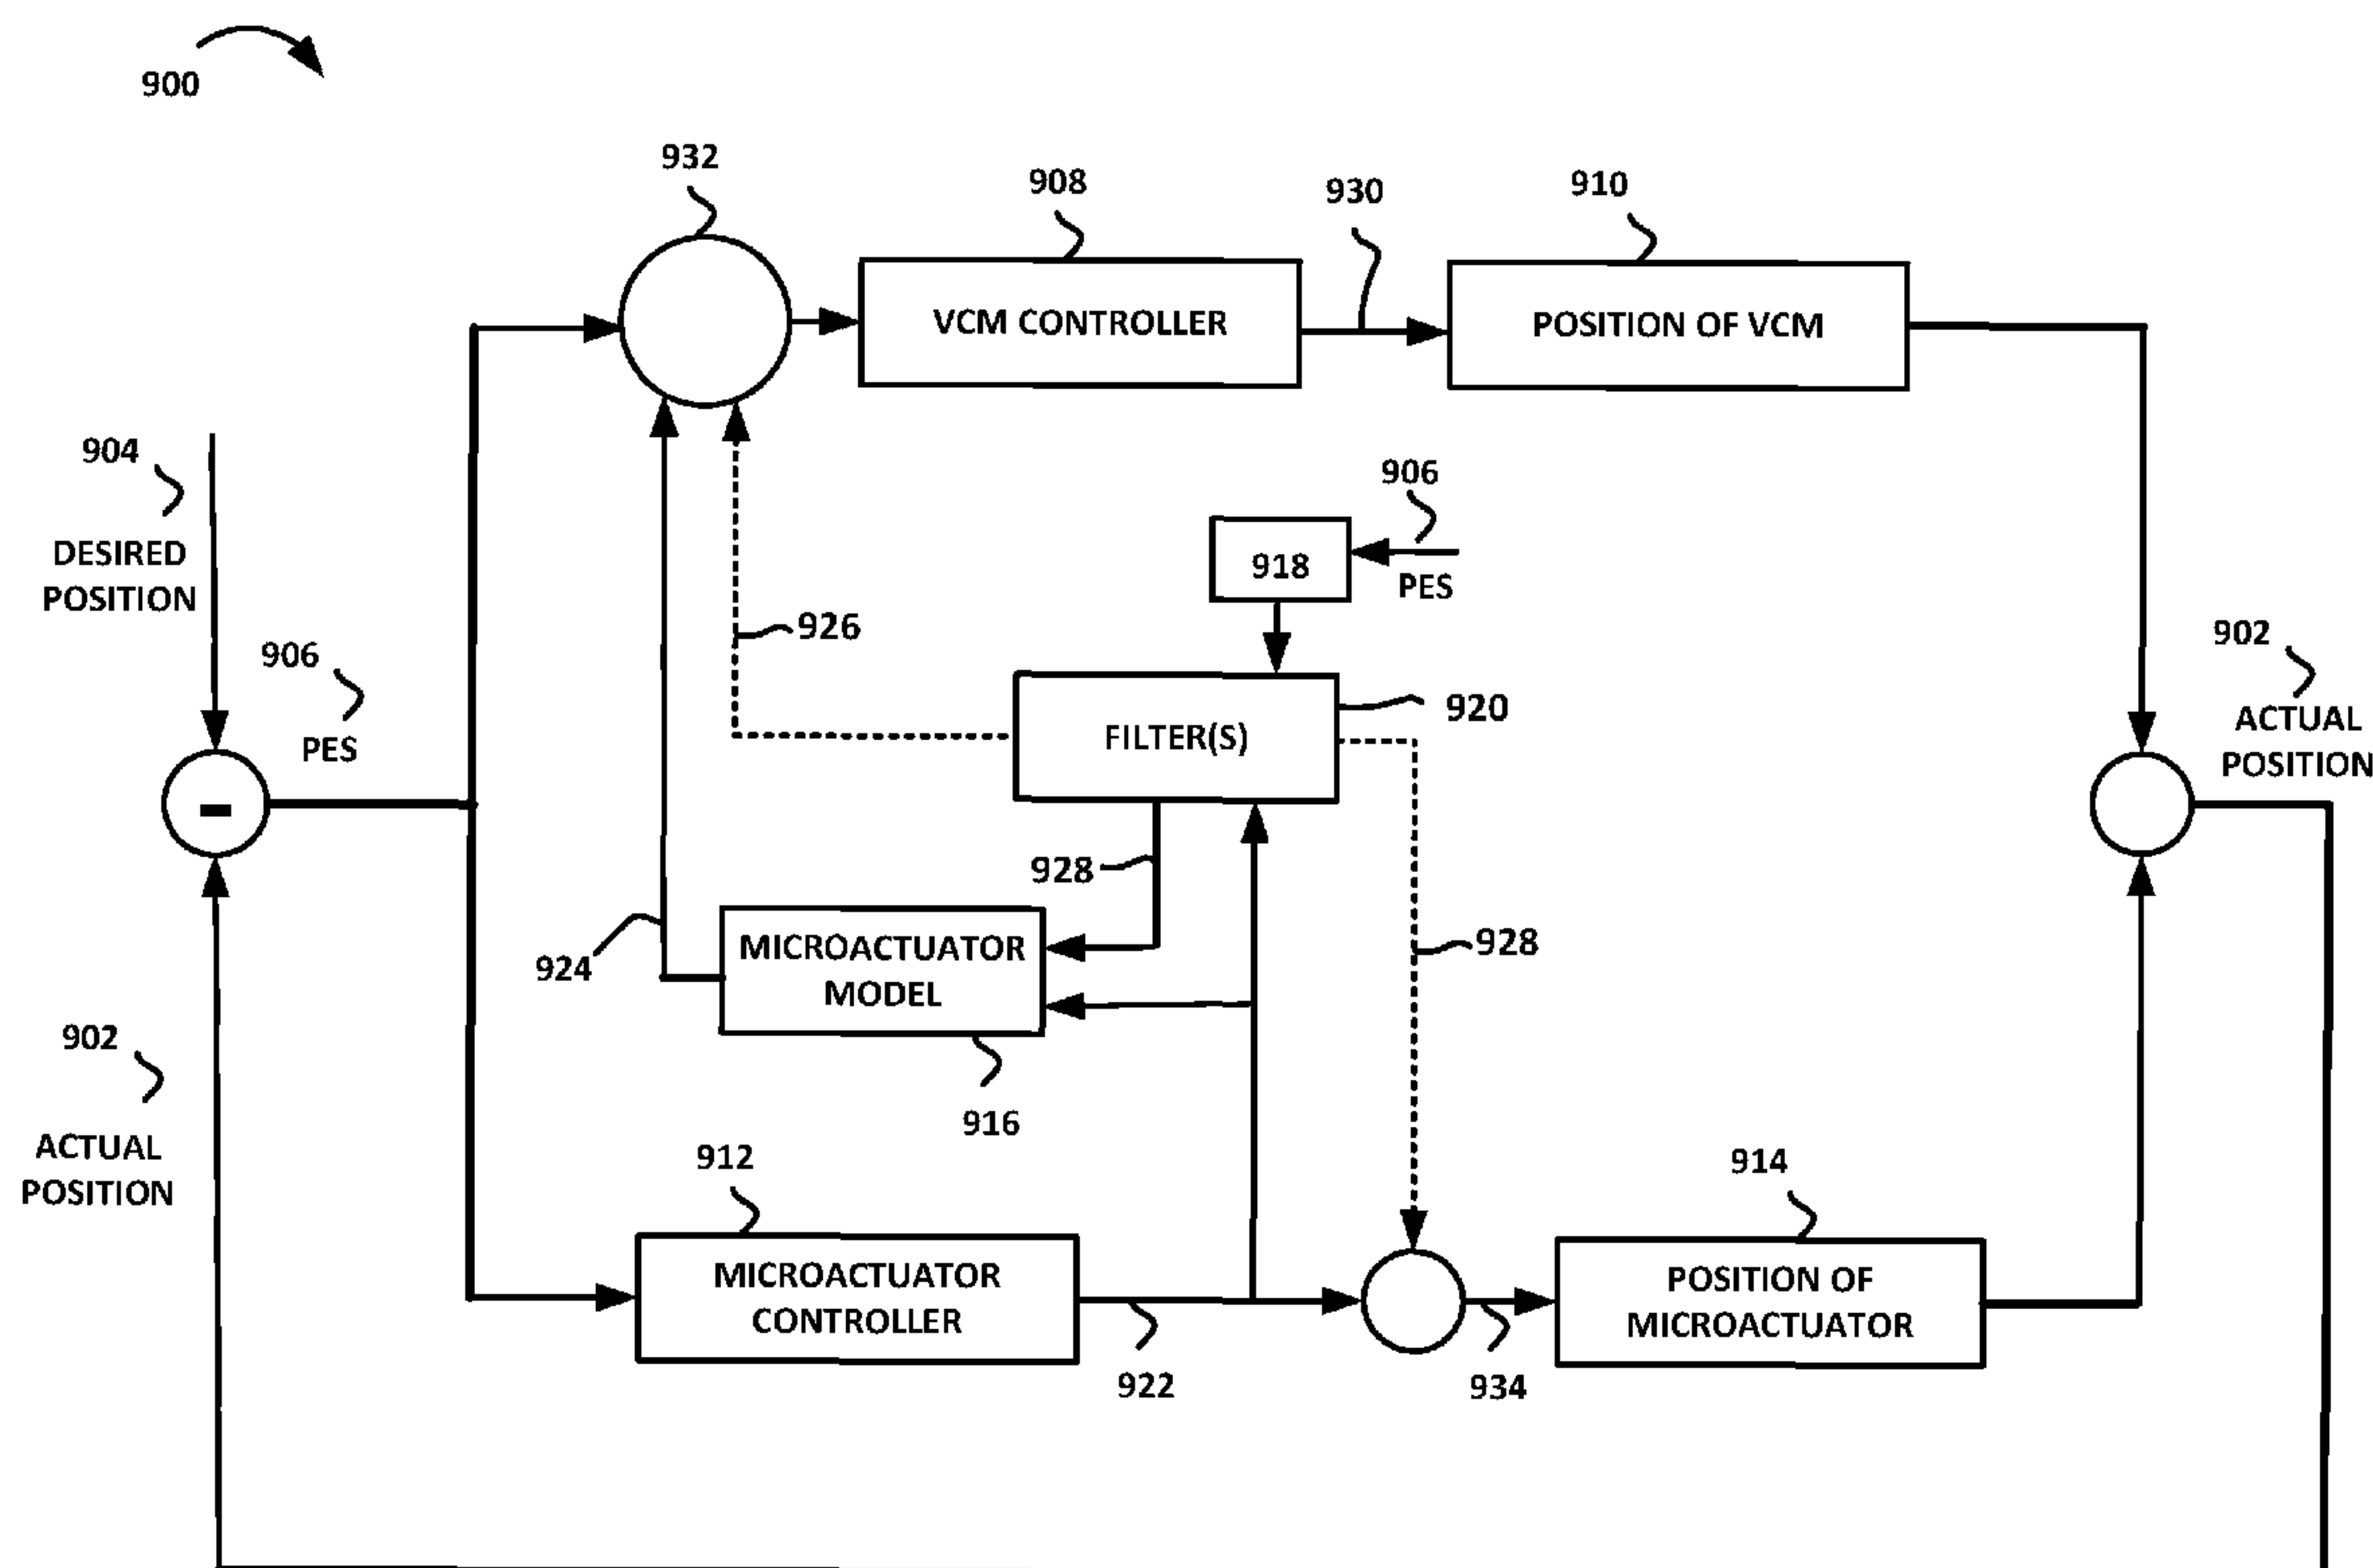 900
932
908
930
910
VCM CONTROLLER
POSITION OF VCM
904
DESIRED
POSITION
906
PES
906
PES
918
926
FILTER(S)
920
902
ACTUAL
POSITION
928
924
MICROACTUATOR
MODEL
928
916
902
ACTUAL
POSITION
912
MICROACTUATOR
CONTROLLER
922
934
914
POSITION OF
MICROACTUATOR